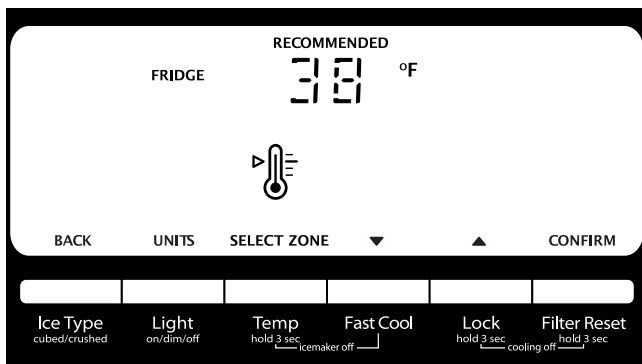 RECOMMENDED
FRIDGE 38 °F
BACK UNITS SELECT ZONE ▼ ▲ CONFIRM
Ice Type Light Temp Fast Cool Lock Filter Reset
cubed/crushed on/dim/off hold 3 sec hold 3 sec hold 3 sec
icemaker off cooling off